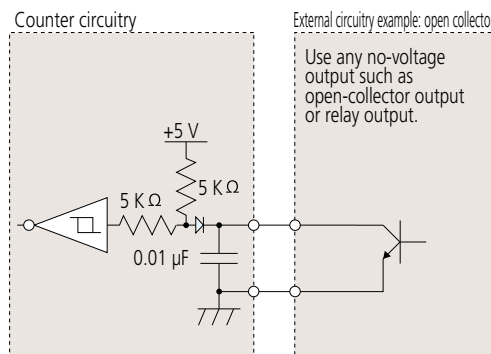 Counter circuitry
External circuitry example: open collecto
Use any no-voltage
output such as
open-collector output
or relay output.
+5 V
5 K Ω
5 K Ω
0.01 µF